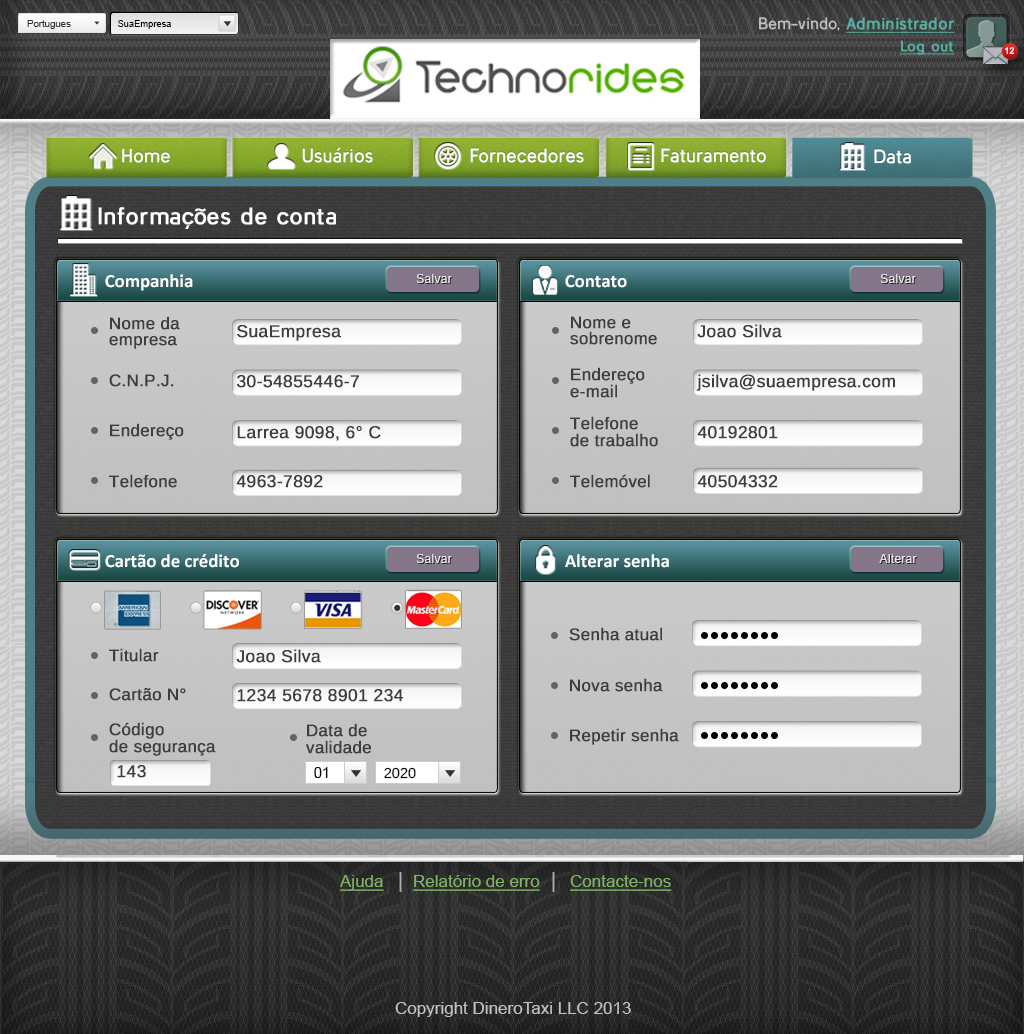 Portugues
SuaEmpresa
Bem-vindo, Administrador
Log out
12
Technorides
Home
Usuários
Fornecedores
Faturamento
Data
Informações de conta
Companhia
Salvar
Nome da
empresa
SuaEmpresa
C.N.P.J.
30-54855446-7
Endereço
Larrea 9098, 6° C
Telefone
4963-7892
Contato
Salvar
Nome e
sobrenome
Joao Silva
Endereço
e-mail
jsilva@suaempresa.com
Telefone
de trabalho
40192801
Telemóvel
40504332
Cartão de crédito
Salvar
AMERICAN
EXPRESS
DISCOVER
NETWORK
VISA
MasterCard
Titular
Joao Silva
Cartão N°
1234 5678 8901 234
Código
de segurança
143
Data de
validade
01
2020
Alterar senha
Alterar
Senha atual
●●●●●●●●
Nova senha
●●●●●●●●
Repetir senha
●●●●●●●●
Ajuda | Relatório de erro | Contacte-nos
Copyright DineroTaxi LLC 2013